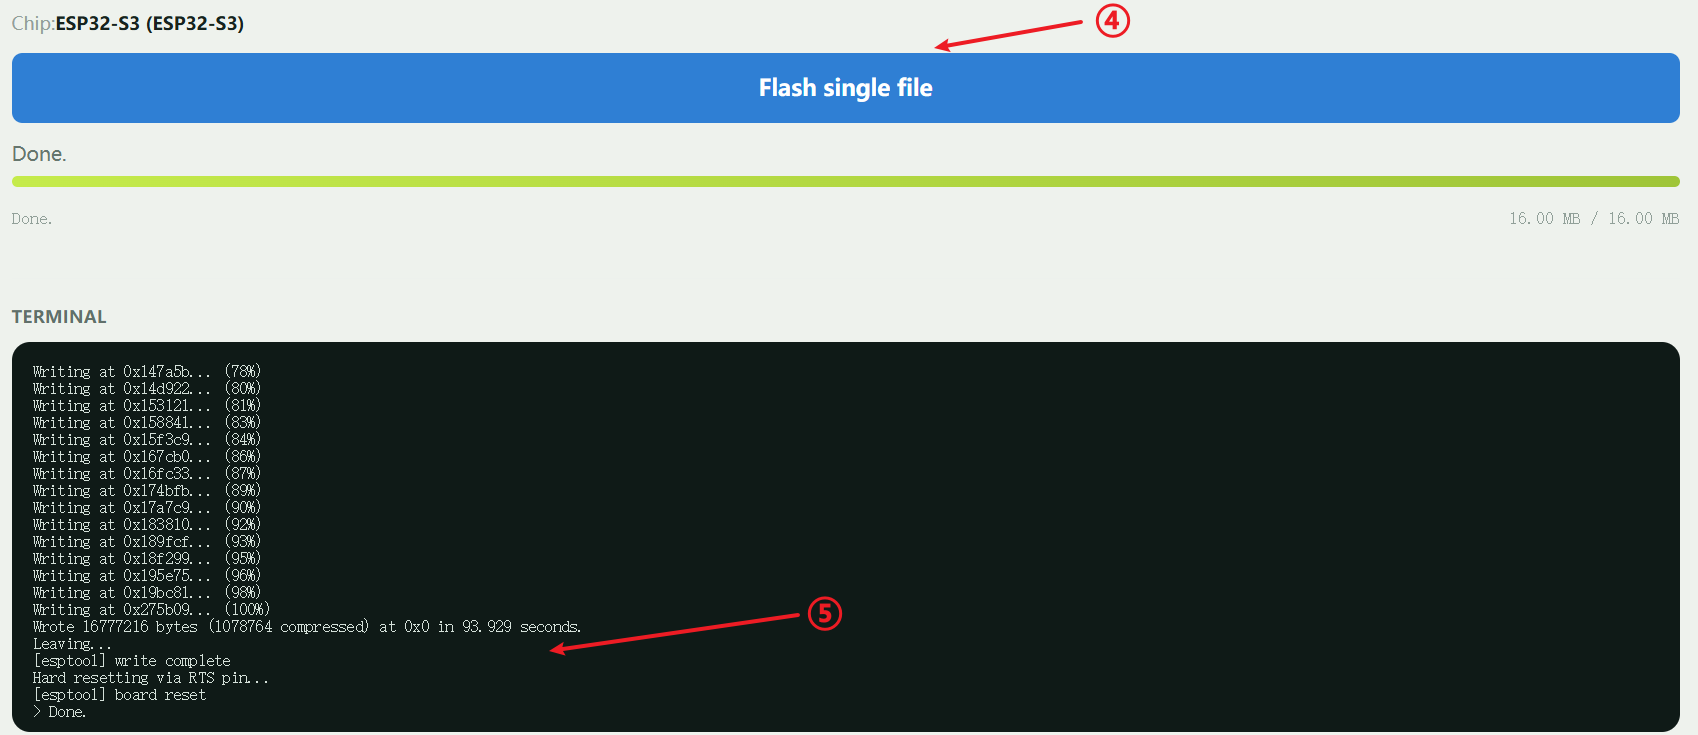 Chip:ESP32-S3 (ESP32-S3)
④
Flash single file
Done.
Done.
16.00 MB / 16.00 MB
TERMINAL
Writing at 0x147a5b... (78%)
Writing at 0x14d922... (80%)
Writing at 0x153121... (81%)
Writing at 0x158841... (83%)
Writing at 0x15f3c9... (84%)
Writing at 0x167cb0... (86%)
Writing at 0x16fc33... (87%)
Writing at 0x174bfb... (89%)
Writing at 0x17a7c9... (90%)
Writing at 0x183810... (92%)
Writing at 0x189fcf... (93%)
Writing at 0x18f299... (95%)
Writing at 0x195e75... (96%)
Writing at 0x19bc81... (98%)
Writing at 0x275b09... (100%)
⑤
Wrote 16777216 bytes (1078764 compressed) at 0x0 in 93.929 seconds.
Leaving...
[esptool] write complete
Hard resetting via RTS pin...
[esptool] board reset
> Done.